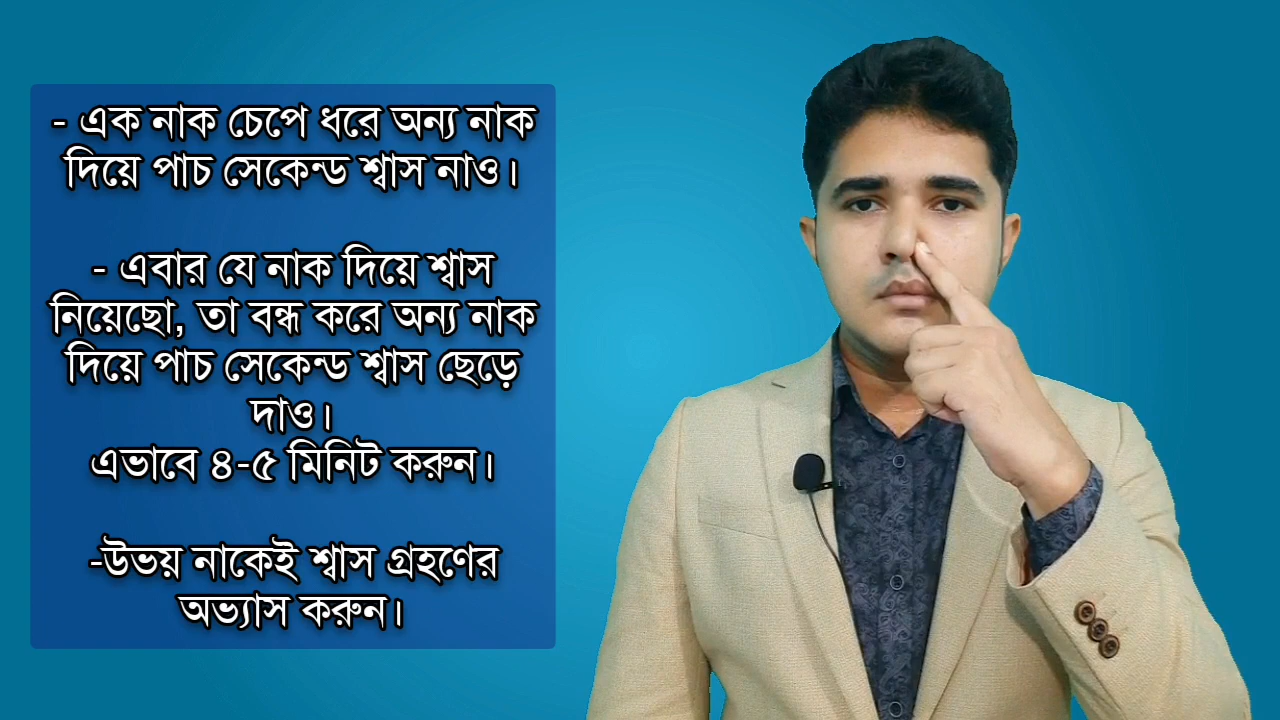 - এক নাক চেপে ধরে অন্য নাক
দিয়ে পাচ সেকেন্ড শ্বাস নাও।
- এবার যে নাক দিয়ে শ্বাস
নিয়েছো, তা বন্ধ করে অন্য নাক
দিয়ে পাচ সেকেন্ড শ্বাস ছেড়ে
দাও।
এভাবে ৪-৫ মিনিট করুন।
-উভয় নাকেই শ্বাস গ্রহণের
অভ্যাস করুন।